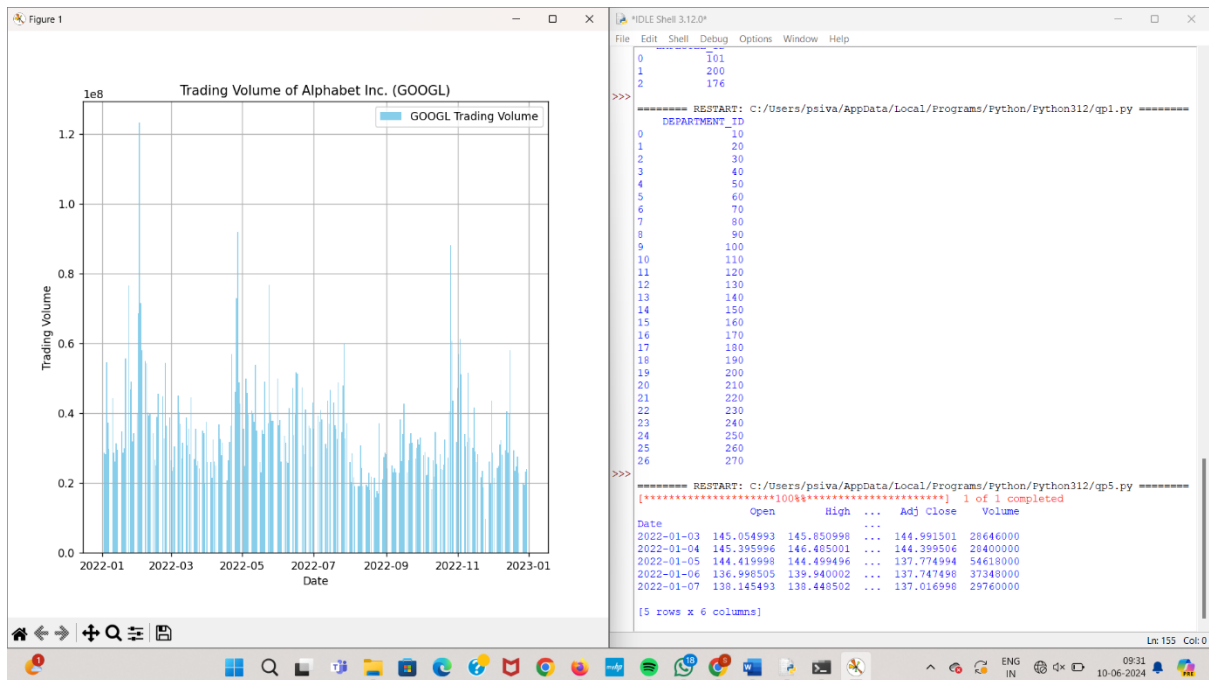 Figure 1
Trading Volume of Alphabet Inc. (GOOGL)
1e8
GOOGL Trading Volume
1.2
1.0
0.8
0.6
0.4
0.2
0.0
Trading Volume
2022-01 2022-03 2022-05 2022-07 2022-09 2022-11 2023-01
Date
*IDLE Shell 3.12.0*
File Edit Shell Debug Options Window Help
0 101
1 200
2 176
>>>
======== RESTART: C:/Users/psiva/AppData/Local/Programs/Python/Python312/qp1.py ========
DEPARTMENT_ID
0 10
1 20
2 30
3 40
4 50
5 60
6 70
7 80
8 90
9 100
10 110
11 120
12 130
13 140
14 150
15 160
16 170
17 180
18 190
19 200
20 210
21 220
22 230
23 240
24 250
25 260
26 270
>>>
======== RESTART: C:/Users/psiva/AppData/Local/Programs/Python/Python312/qp5.py ========
[*********************100%%**********************] 1 of 1 completed
Open High ... Adj Close Volume
Date ...
2022-01-03 145.054993 145.850998 ... 144.991501 28646000
2022-01-04 145.395996 146.485001 ... 144.399506 28400000
2022-01-05 144.419998 144.499496 ... 137.774994 54618000
2022-01-06 136.998505 139.940002 ... 137.747498 37348000
2022-01-07 138.145493 138.448502 ... 137.016998 29760000
[5 rows x 6 columns]
Ln: 155 Col: 0
ENG
IN
09:31
10-06-2024